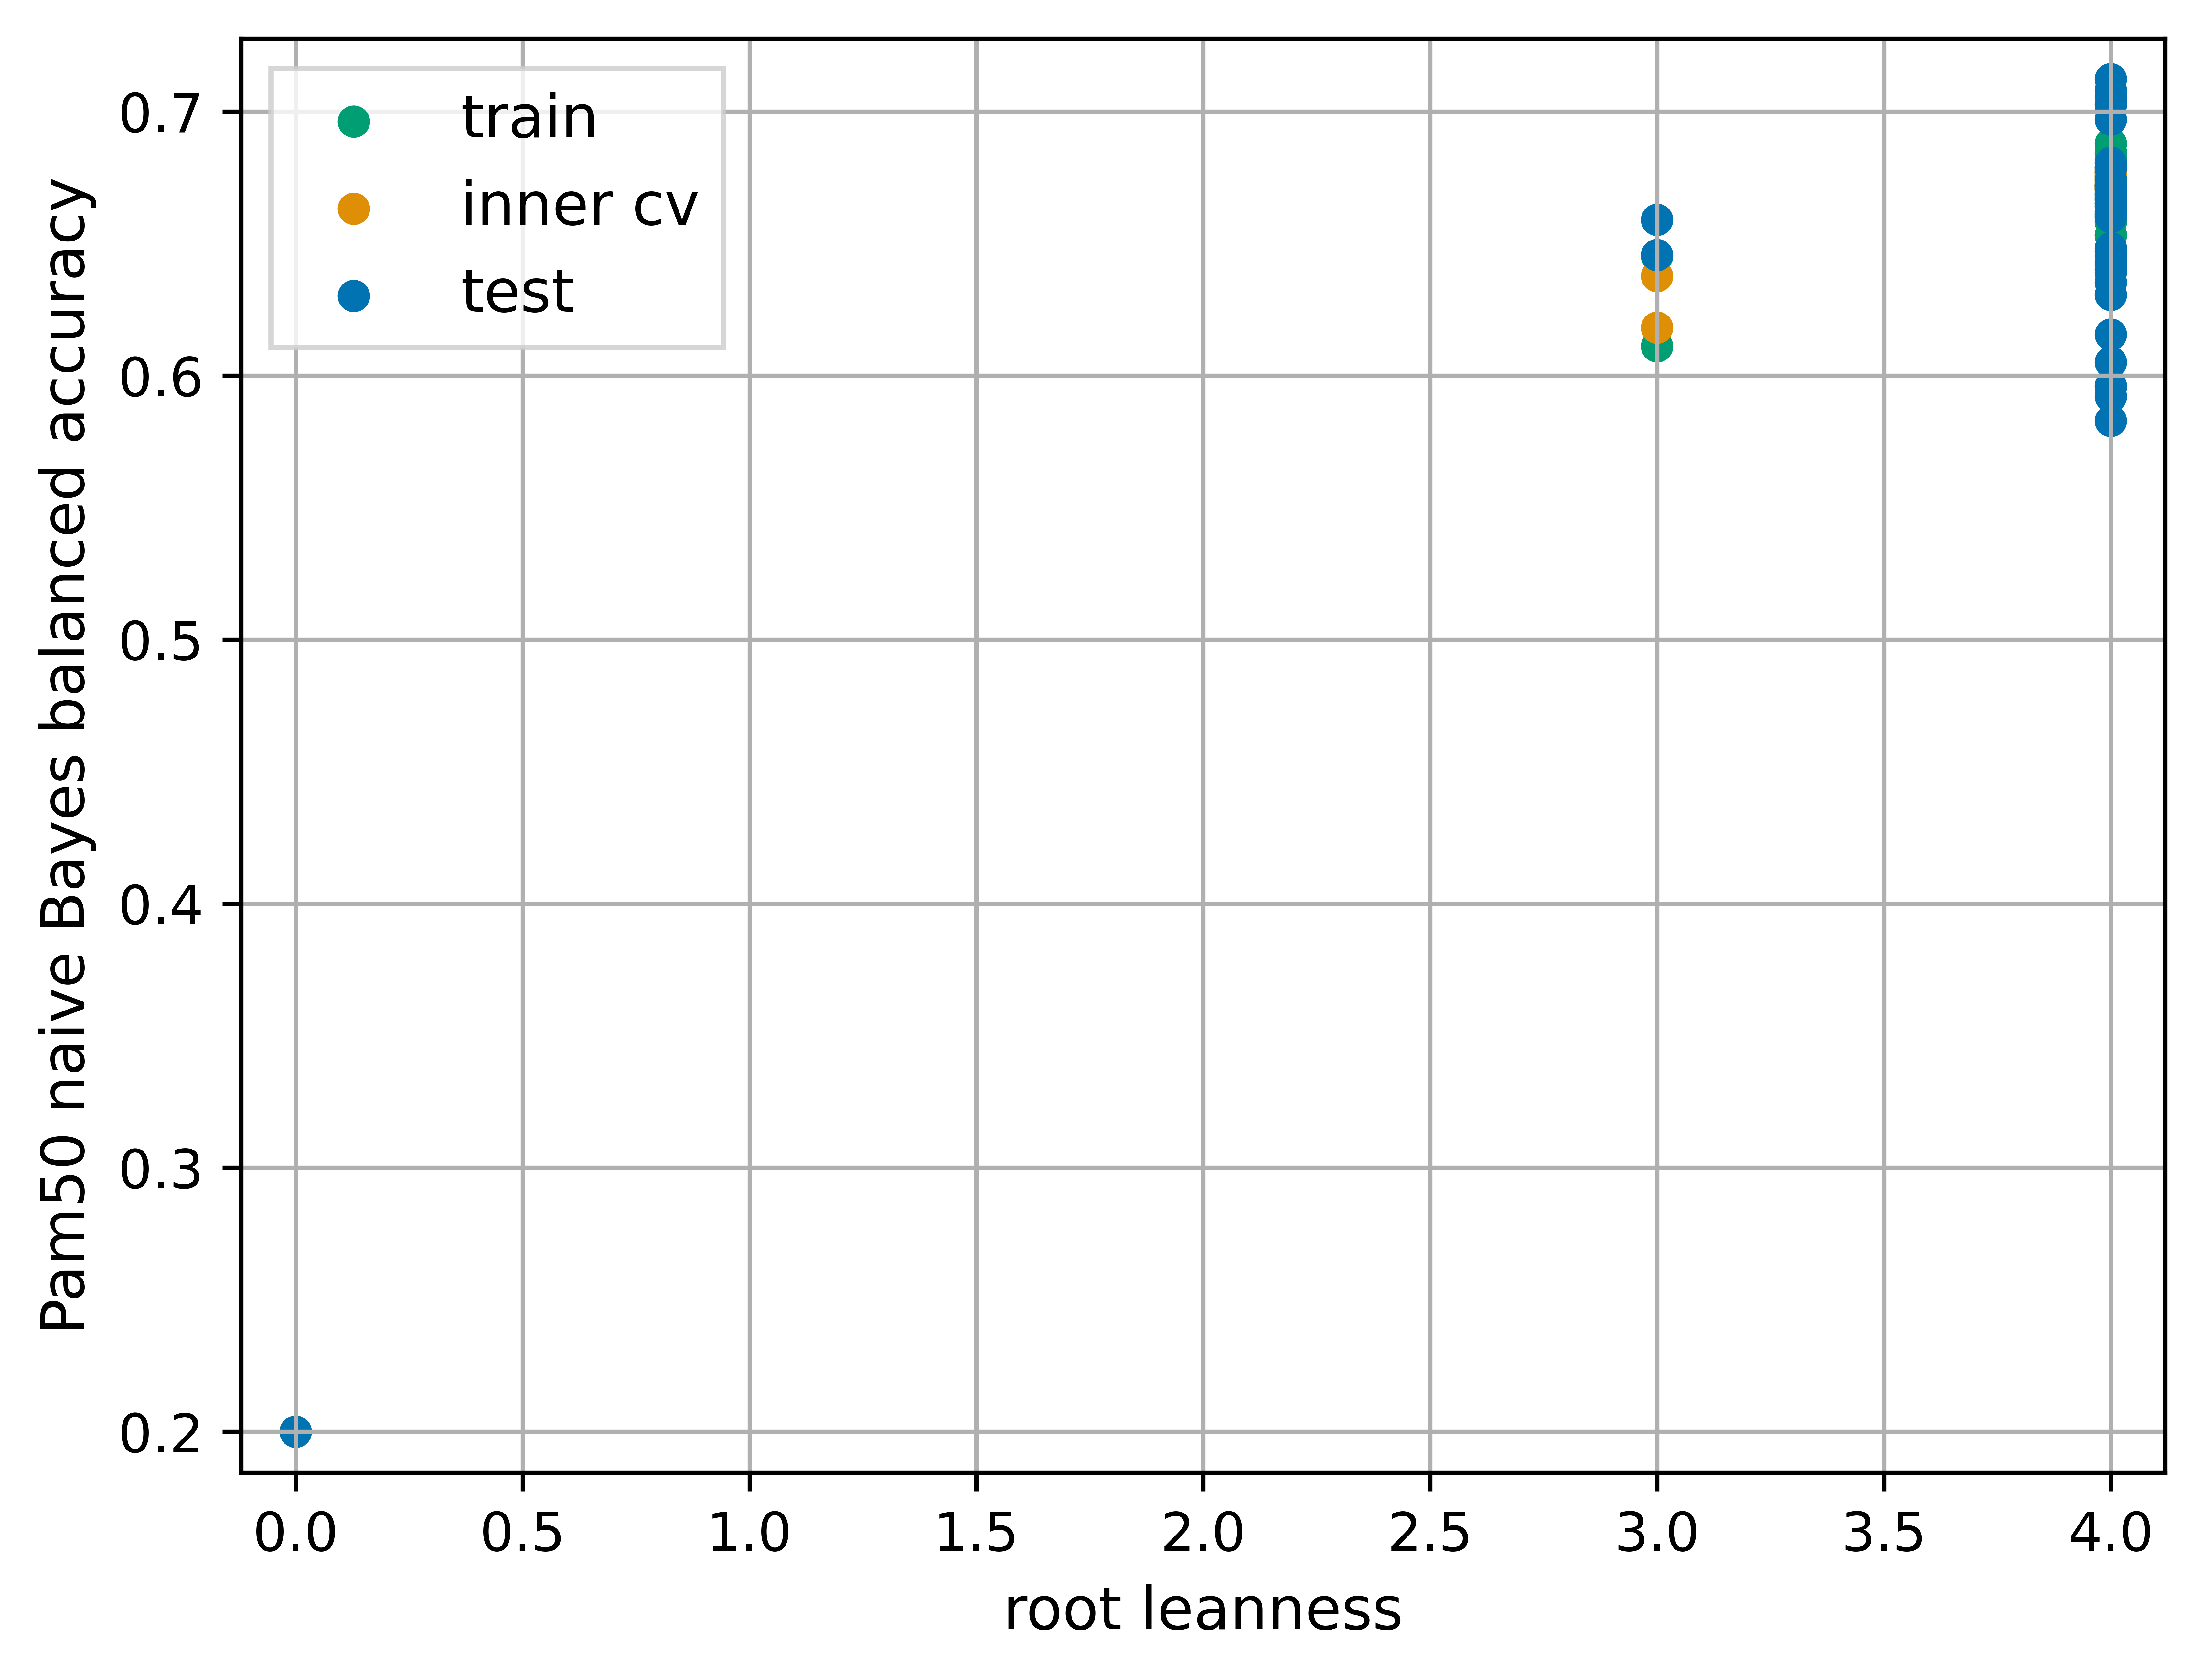 train
inner cv
test
Pam50 naive Bayes balanced accuracy
0.7
0.6
0.5
0.4
0.3
0.2
0.0 0.5 1.0 1.5 2.0 2.5 3.0 3.5 4.0
root leanness